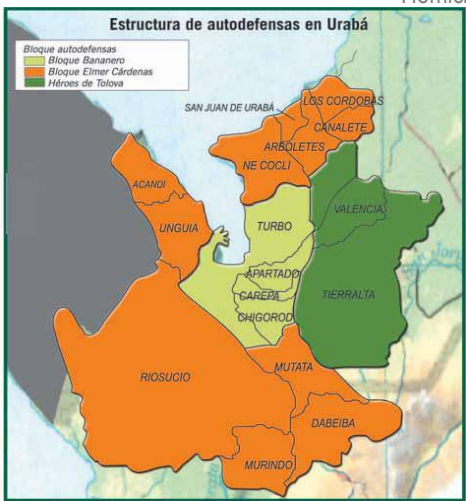 Estructura de autodefensas en Urabá
Bloque autodefensas
Bloque Bananero
Bloque Elmer Cárdenas
Héroes de Tolova
LOS CORDOBAS
SAN JUAN DE URABÁ
CANALETE
ARBOLETES
NE COCLI
ACANDI
VALENCIA
UNGUIA
TURBO
APARTADO
CAREPA
TIERRALTA
CHIGOROD
MUTATA
RIOSUCIO
DABEIBA
MURINDO